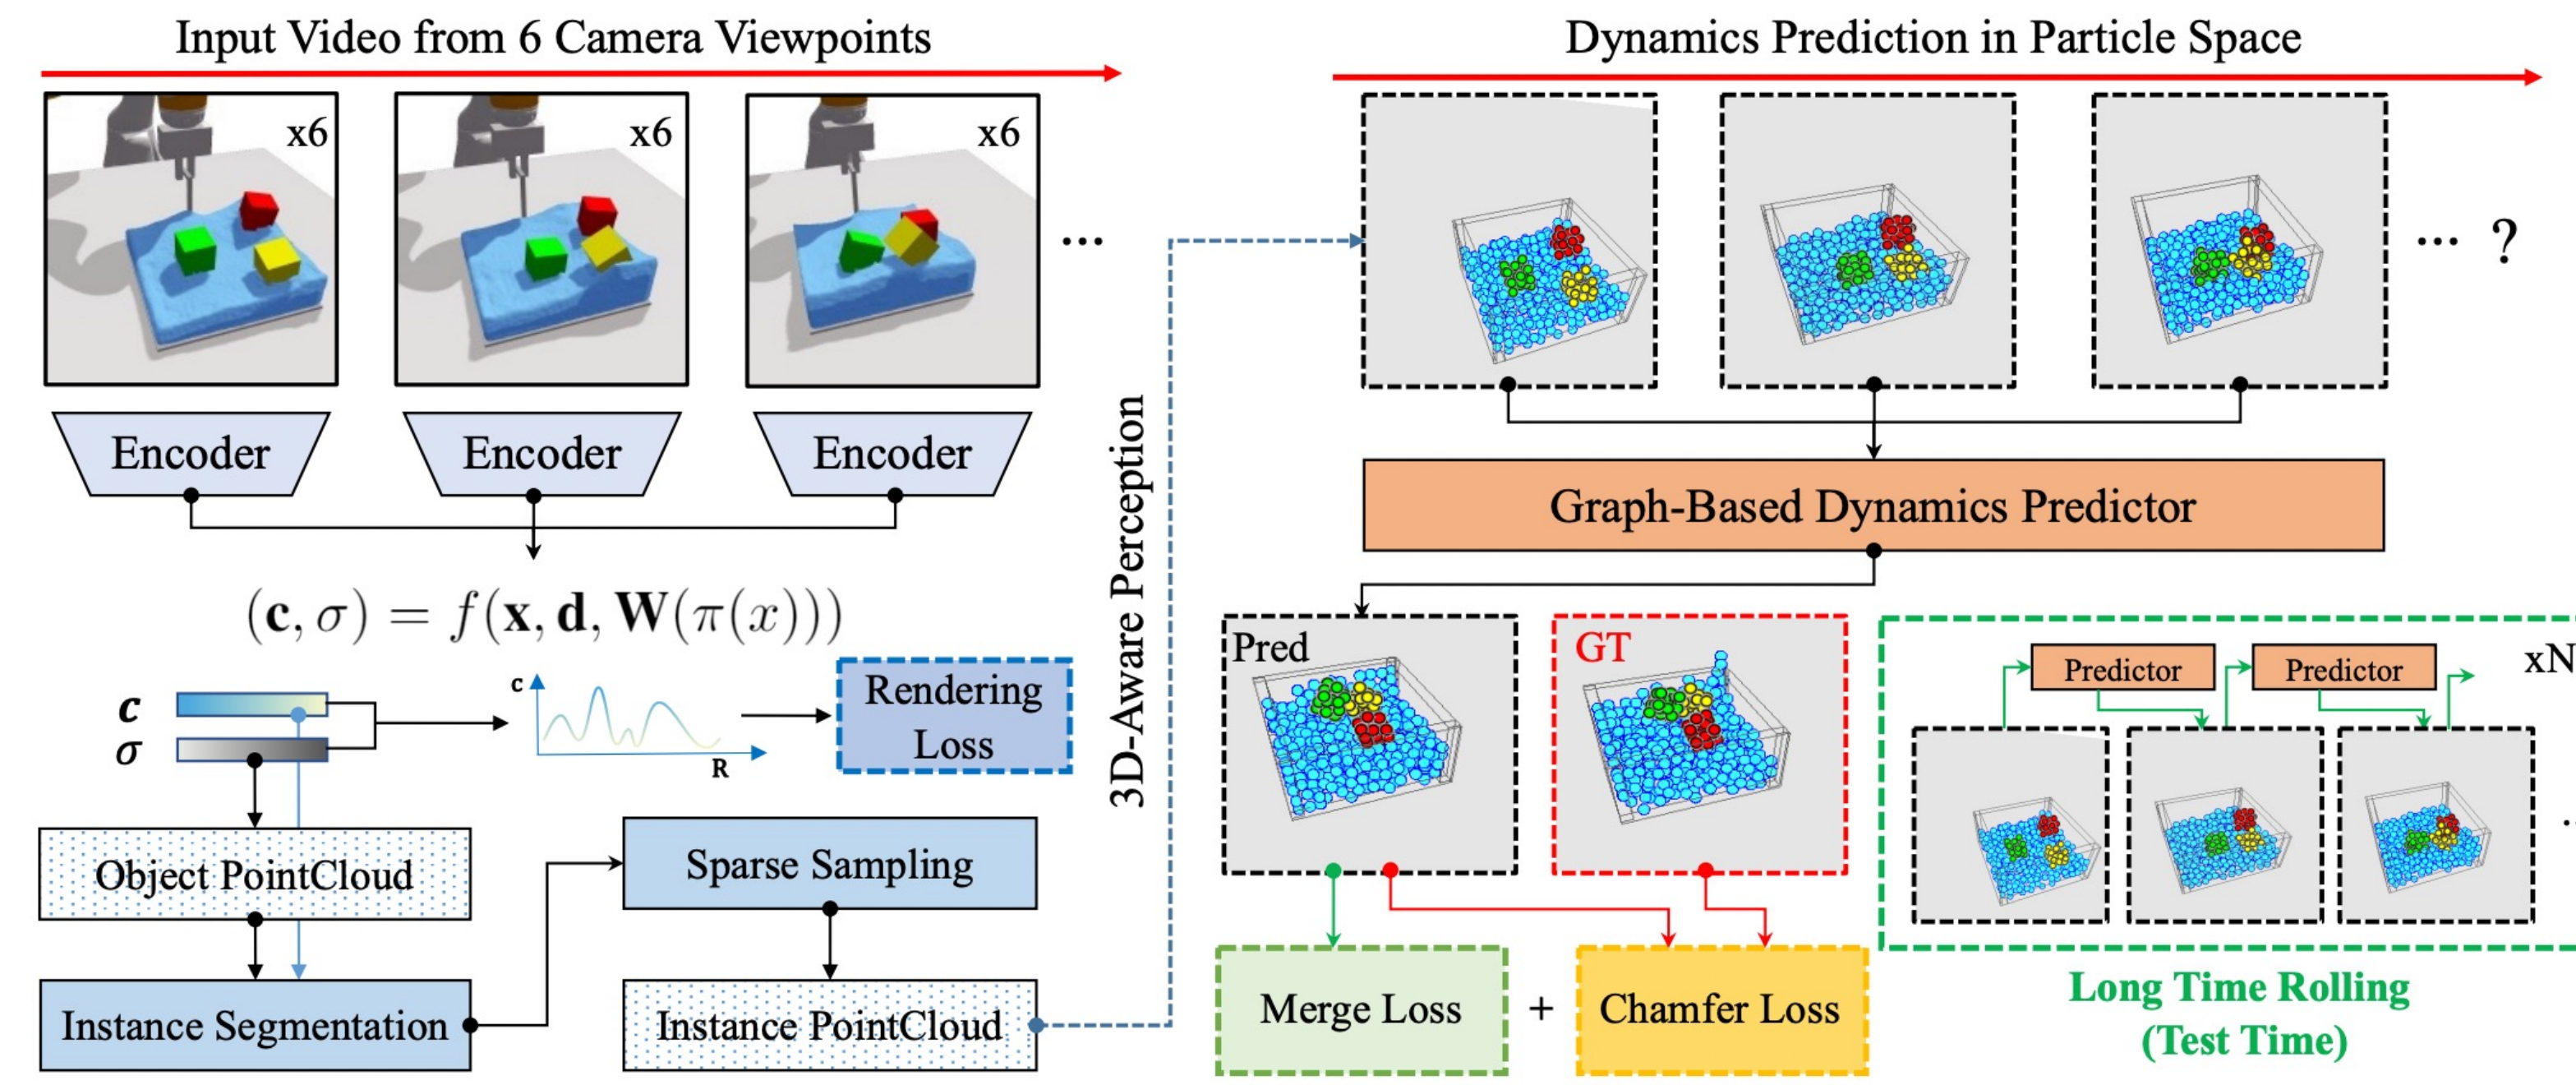 Input Video from 6 Camera Viewpoints
x6
x6
x6
...
Encoder
Encoder
Encoder
(c, σ) = f(x, d, W(π(x)))
c
σ
c
R
Rendering
Loss
Object PointCloud
Sparse Sampling
Instance Segmentation
Instance PointCloud
3D-Aware Perception
Dynamics Prediction in Particle Space
... ?
Graph-Based Dynamics Predictor
Pred
GT
Merge Loss
+
Chamfer Loss
Predictor
Predictor
xN
Long Time Rolling
(Test Time)